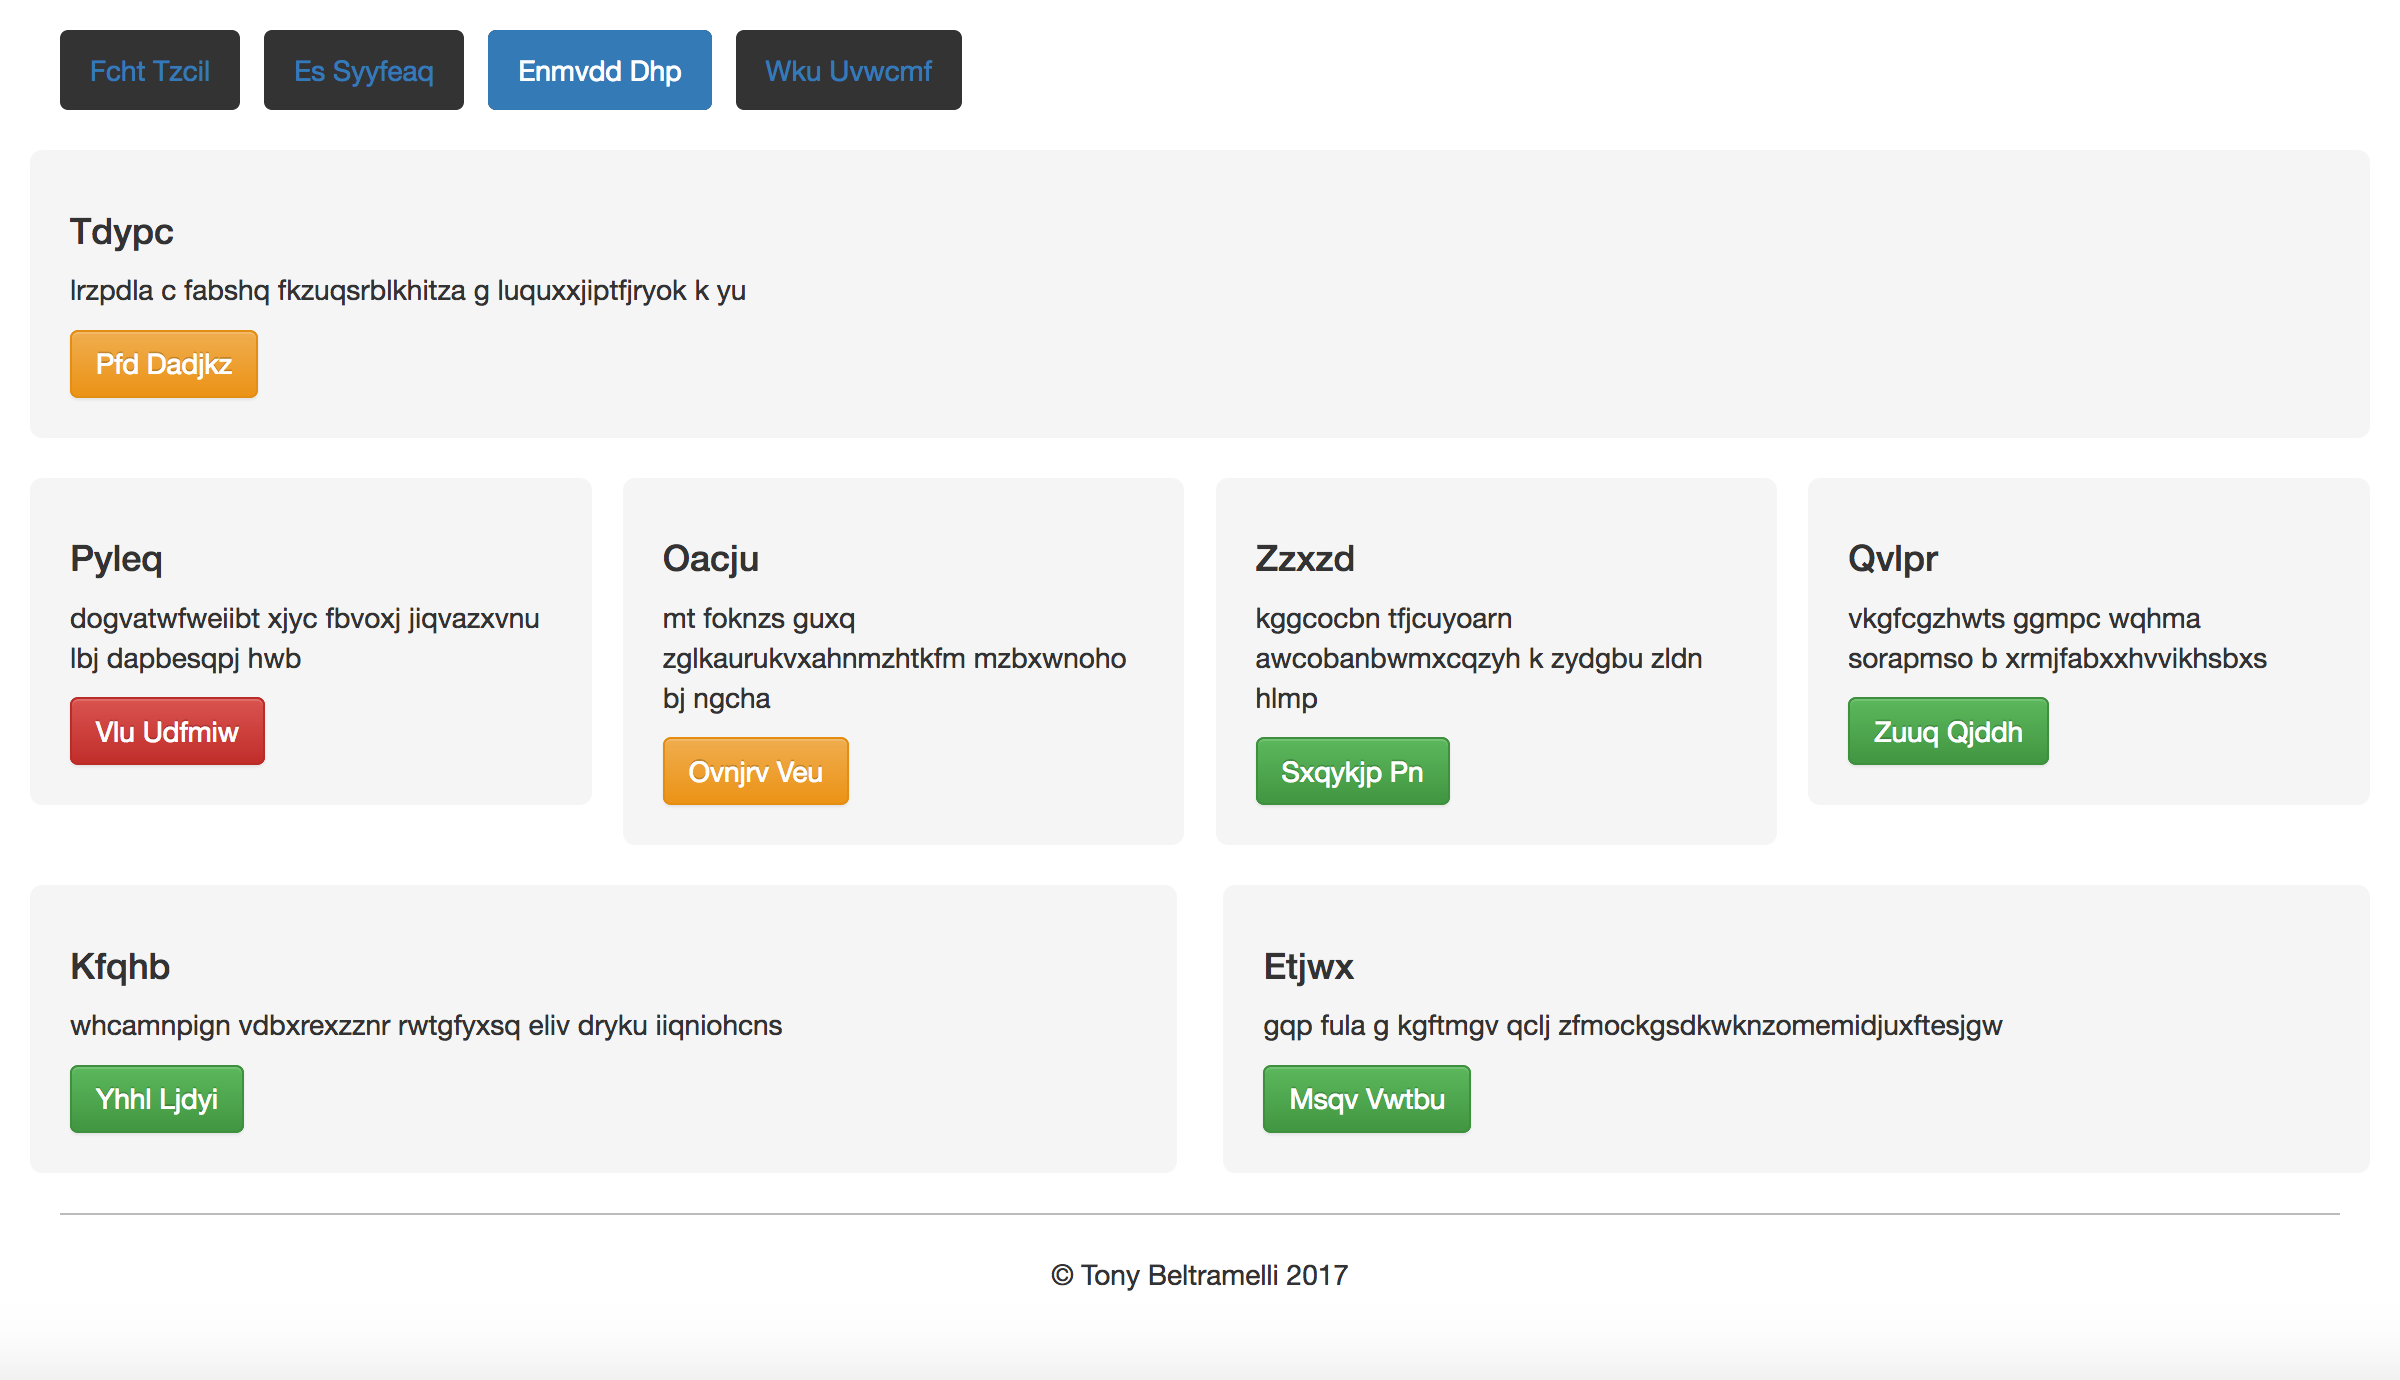 Fcht Tzcil
Es Syyfeaq
Enmvdd Dhp
Wku Uvwcmf
Tdypc
lrzpdla c fabshq fkzuqsrblkhitza g luquxxjiptfjryok k yu
Pfd Dadjkz
Pyleq
dogvatwfweiibt xjyc fbvoxj jiqvazxvnu
lbj dapbesqpj hwb
Vlu Udfmiw
Oacju
mt foknzs guxq
zglkaurukvxahnmzhtkfm mzbxwnoho
bj ngcha
Ovnjrv Veu
Zzxzd
kggcocbn tfjcuyoarn
awcobanbwmxcqzyh k zydgbu zldn
hlmp
Sxqykjp Pn
Qvlpr
vkgfcgzhwts ggmpc wqhma
sorapmso b xrmjfabxxhvvikhsbxs
Zuuq Qjddh
Kfqhb
whcamnpign vdbxrexzznr rwtgfyxsq eliv dryku iiqniohcns
Yhhl Ljdyi
Etjwx
gqp fula g kgftmgv qclj zfmockgsdkwknzomemidjuxftesjgw
Msqv Vwtbu
© Tony Beltramelli 2017